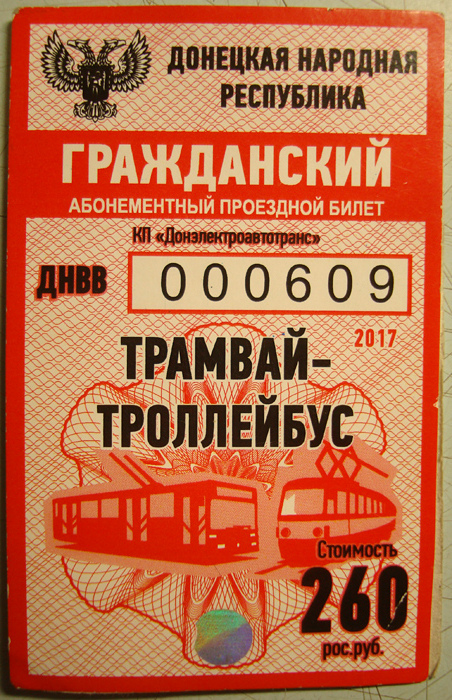 ДОНЕЦКАЯ НАРОДНАЯ
РЕСПУБЛИКА
ГРАЖДАНСКИЙ
АБОНЕМЕНТНЫЙ ПРОЕЗДНОЙ БИЛЕТ
КП «Донэлектроавтотранс»
ДНВВ 000609
2017
ТРАМВАЙ-
ТРОЛЛЕЙБУС
Стоимость
260
рос.руб.